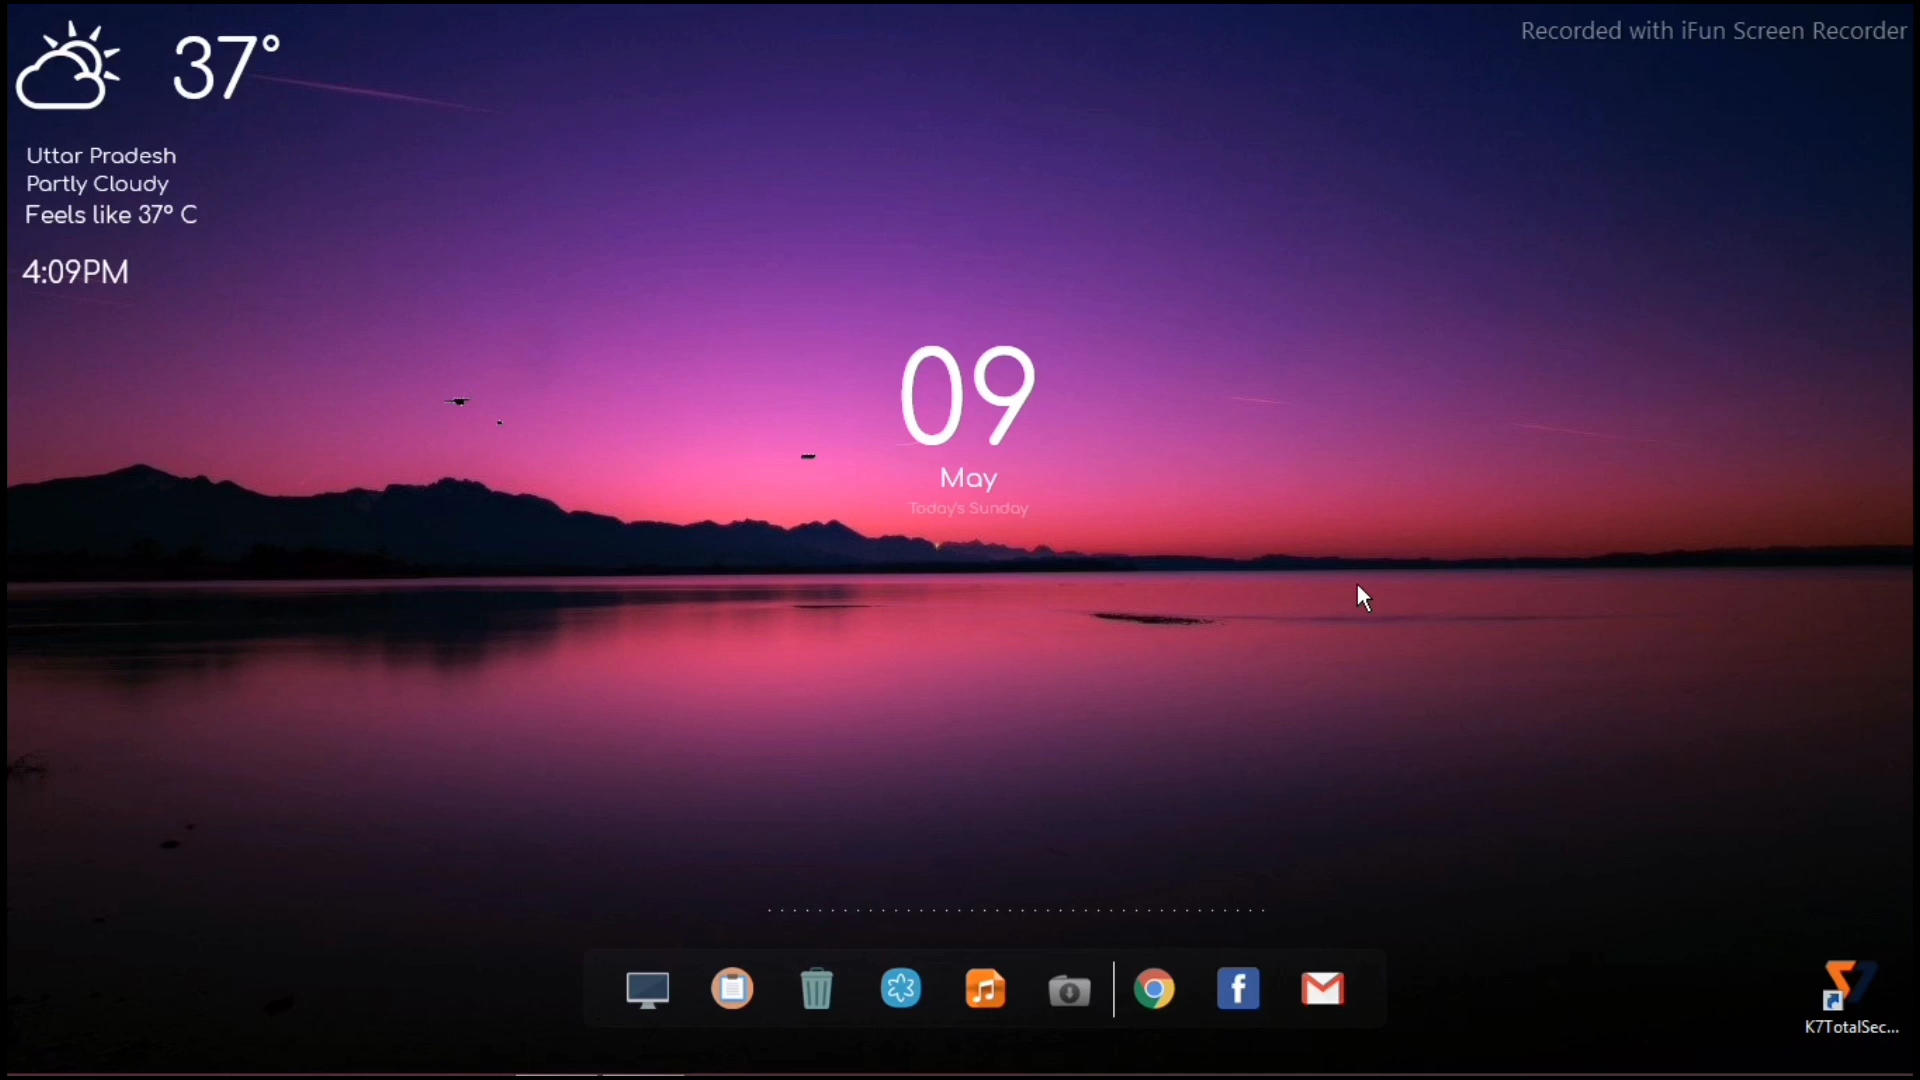 37°
Recorded with iFun Screen Recorder
Uttar Pradesh
Partly Cloudy
Feels like 37° C
4:09PM
09
May
Today's Sunday
K7TotalSec...